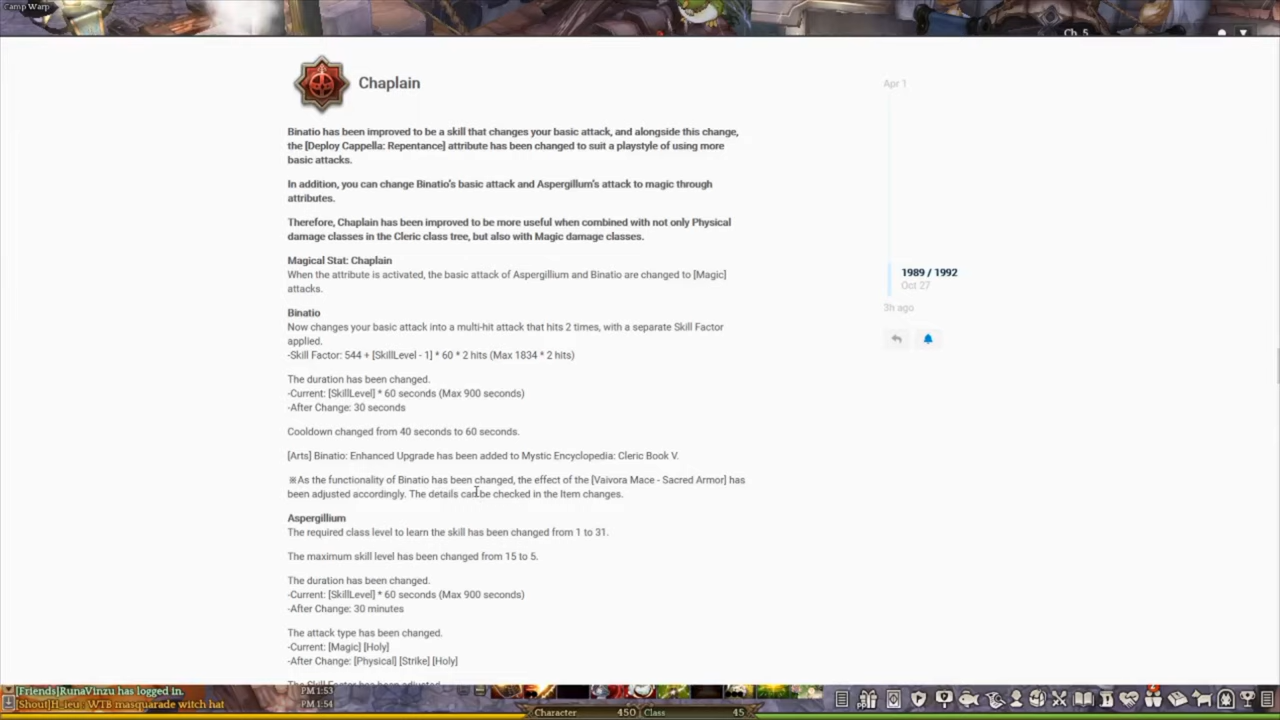 Camp Warp
Ch. 5
Chaplain
Apr 1
Binatio has been improved to be a skill that changes your basic attack, and alongside this change,
the [Deploy Cappella: Repentance] attribute has been changed to suit a playstyle of using more
basic attacks.
In addition, you can change Binatio's basic attack and Aspergillum's attack to magic through
attributes.
Therefore, Chaplain has been improved to be more useful when combined with not only Physical
damage classes in the Cleric class tree, but also with Magic damage classes.
Magical Stat: Chaplain
When the attribute is activated, the basic attack of Aspergillium and Binatio are changed to [Magic]
attacks.
1989 / 1992
Oct 27
3h ago
Binatio
Now changes your basic attack into a multi-hit attack that hits 2 times, with a separate Skill Factor
applied.
-Skill Factor: 544 + [SkillLevel - 1] * 60 * 2 hits (Max 1834 * 2 hits)
The duration has been changed.
-Current: [SkillLevel] * 60 seconds (Max 900 seconds)
-After Change: 30 seconds
Cooldown changed from 40 seconds to 60 seconds.
[Arts] Binatio: Enhanced Upgrade has been added to Mystic Encyclopedia: Cleric Book V.
※As the functionality of Binatio has been changed, the effect of the [Vaivora Mace - Sacred Armor] has
been adjusted accordingly. The details can be checked in the Item changes.
Aspergillium
The required class level to learn the skill has been changed from 1 to 31.
The maximum skill level has been changed from 15 to 5.
The duration has been changed.
-Current: [SkillLevel] * 60 seconds (Max 900 seconds)
-After Change: 30 minutes
The attack type has been changed.
-Current: [Magic] [Holy]
-After Change: [Physical] [Strike] [Holy]
The Skill Factor has been adjusted.
[Friends]RunaVinzu has logged in.
PM 1:53
[Shout] : WTB masquerade witch hat
PM 1:54
Character 450 Class 45